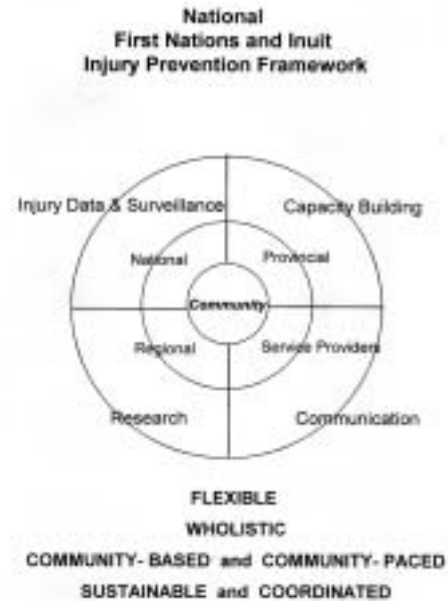 National
First Nations and Inuit
Injury Prevention Framework
Injury Data & Surveillance
Capacity Building
National
Provincial
Community
Regional
Service Providers
Research
Communication
FLEXIBLE
WHOLISTIC
COMMUNITY- BASED and COMMUNITY- PACED
SUSTAINABLE and COORDINATED